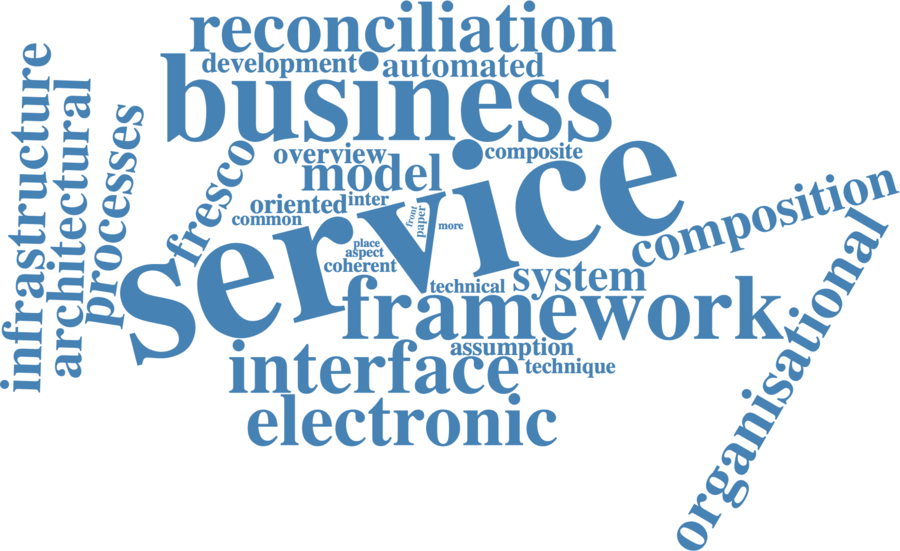 reconciliation
development automated
business
overview composite
model
fresco
service
oriented inter
common
front
paper
more
place
aspect
coherent
technical system
framework
assumption
interface technique
electronic
infrastructure
architectural
processes
composition
organisational